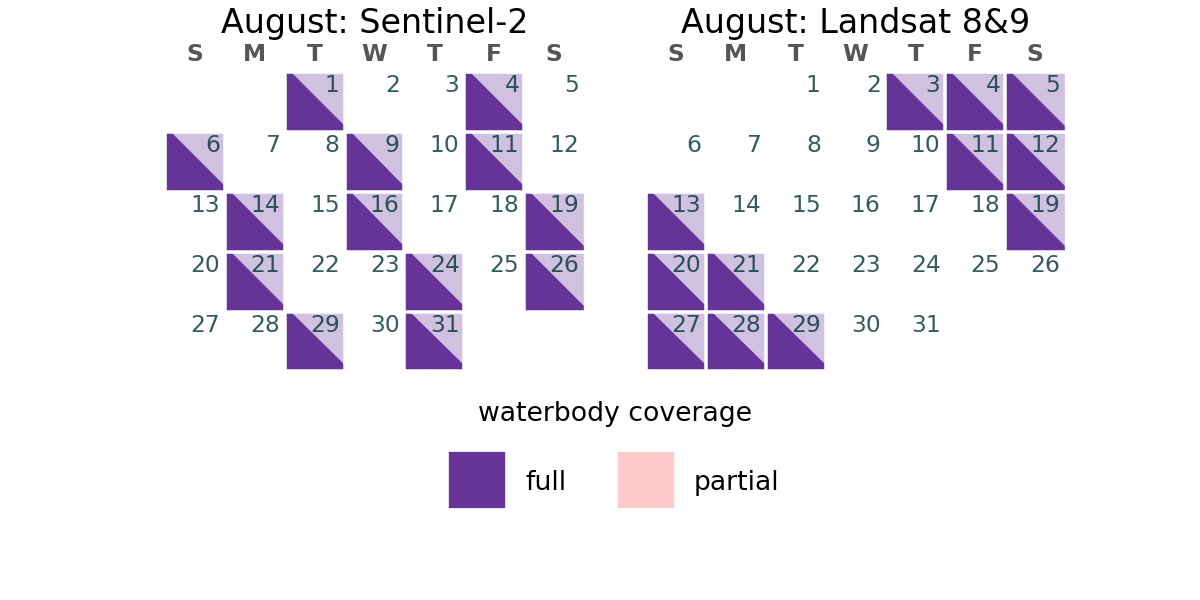 August: Sentinel-2
S M T W T F S
1 2 3 4 5
6 7 8 9 10 11 12
13 14 15 16 17 18 19
20 21 22 23 24 25 26
27 28 29 30 31
August: Landsat 8&9
S M T W T F S
1 2 3 4 5
6 7 8 9 10 11 12
13 14 15 16 17 18 19
20 21 22 23 24 25 26
27 28 29 30 31
waterbody coverage
full partial